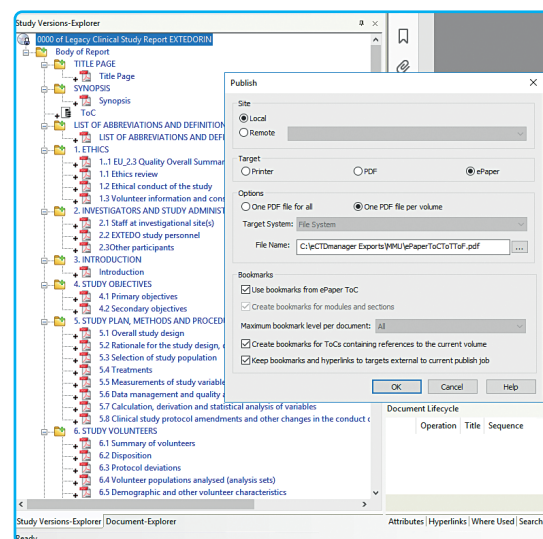 Study Versions-Explorer
0000 of Legacy Clinical Study Report EXTEDORIN
Body of Report
TITLE PAGE
Title Page
SYNOPSIS
Synopsis
ToC
LIST OF ABBREVIATIONS AND DEFINITION
LIST OF ABBREVIATIONS AND DEFI
1. ETHICS
1..1 EU_2.3 Quality Overall Summar
1.1 Ethics review
1.2 Ethical conduct of the study
1.3 Volunteer information and cons
2. INVESTIGATORS AND STUDY ADMINIST
2.1 Staff at investigational site(s)
2.2 EXTEDO study personnel
2.3Other participants
3. INTRODUCTION
Introduction
4. STUDY OBJECTIVES
4.1 Primary objectives
4.2 Secondary objectives
5. STUDY PLAN, METHODS AND PROCEDU
5.1 Overall study design
5.2 Rationale for the study design,
5.3 Selection of study population
5.4 Treatments
5.5 Measurements of study variable
5.6 Data management and quality
5.7 Calculation, derivation and statistical analysis of variables
5.8 Clinical study protocol amendments and other changes in the conduct
6. STUDY VOLUNTEERS
6.1 Summary of volunteers
6.2 Disposition
6.3 Protocol deviations
6.4 Volunteer populations analysed (analysis sets)
6.5 Demographic and other volunteer characteristics
Study Versions-Explorer Document-Explorer
Ready
Publish
Site
Local
Remote
Target
Printer PDF ePaper
Options
One PDF file for all One PDF file per volume
Target System: File System
File Name: C:\eCTDmanager Exports\MMU\ePaperToCToTToF.pdf ...
Bookmarks
Use bookmarks from ePaper ToC
Create bookmarks for modules and sections
Maximum bookmark level per document: All
Create bookmarks for ToCs containing references to the current volume
Keep bookmarks and hyperlinks to targets external to current publish job
OK Cancel Help
Document Lifecycle
Operation Title Sequence
Attributes Hyperlinks Where Used Search